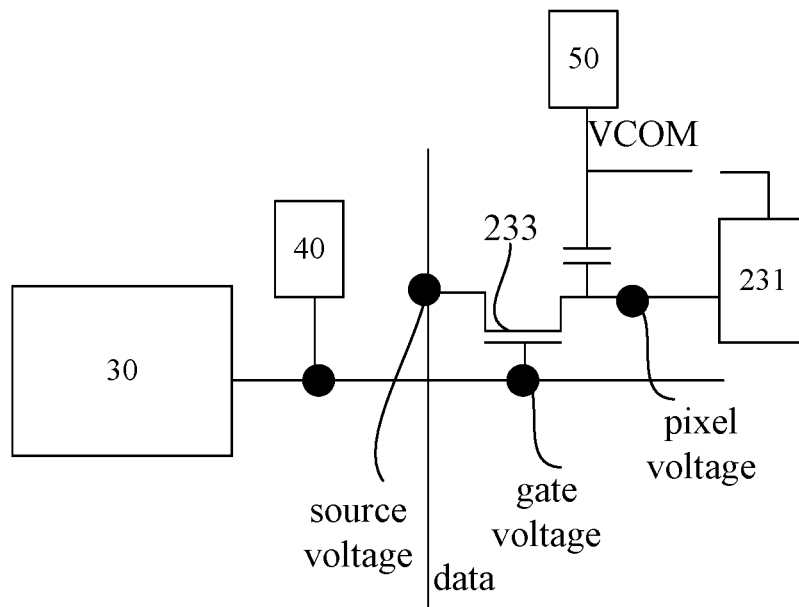 50
VCOM
233
40
231
30
pixel
voltage
source
voltage
gate
voltage
data